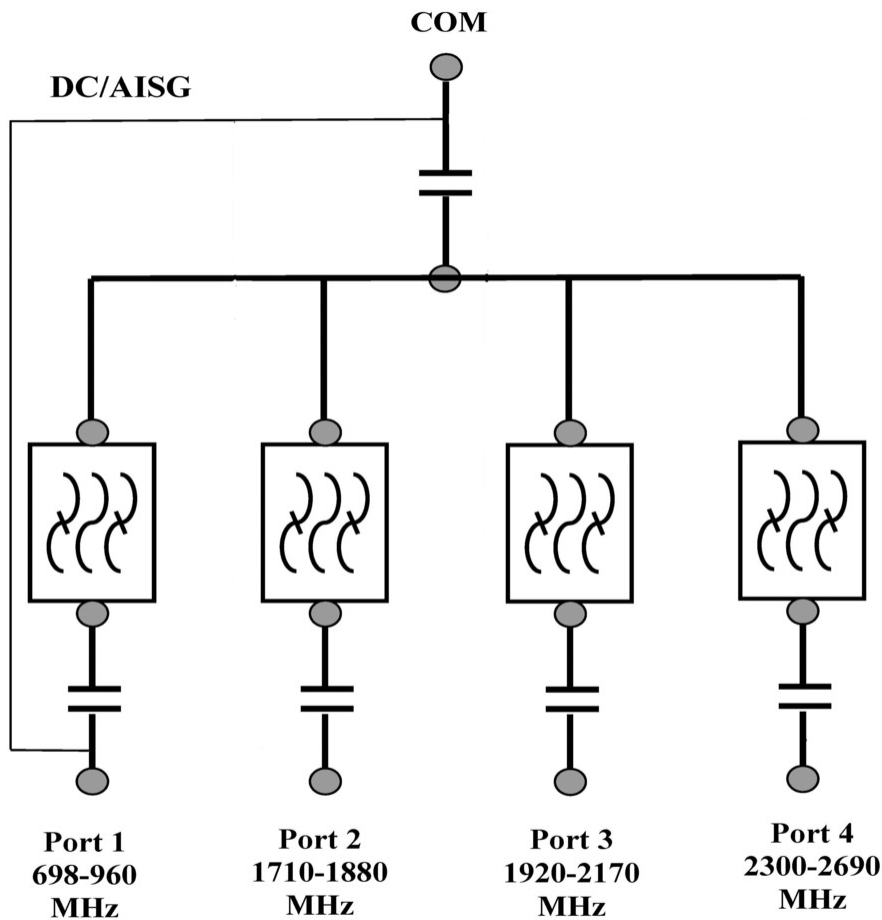 COM
DC/AISG
Port 1
698-960
MHz
Port 2
1710-1880
MHz
Port 3
1920-2170
MHz
Port 4
2300-2690
MHz